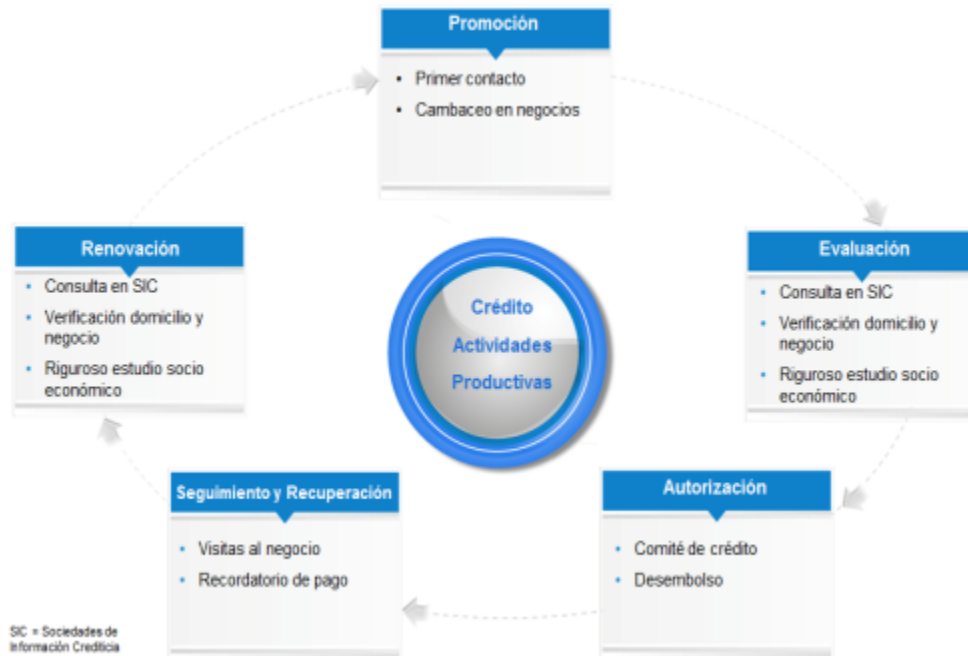 Promoción
• Primer contacto
• Cambaceo en negocios
Renovación
• Consulta en SIC
• Verificación domicilio y
negocio
• Riguroso estudio socio
económico
Crédito
Actividades
Productivas
Evaluación
• Consulta en SIC
• Verificación domicilio y
negocio
• Riguroso estudio socio
económico
Seguimiento y Recuperación
• Visitas al negocio
• Recordatorio de pago
Autorización
• Comité de crédito
• Desembolso
SIC = Sociedades de
Información Crediticia